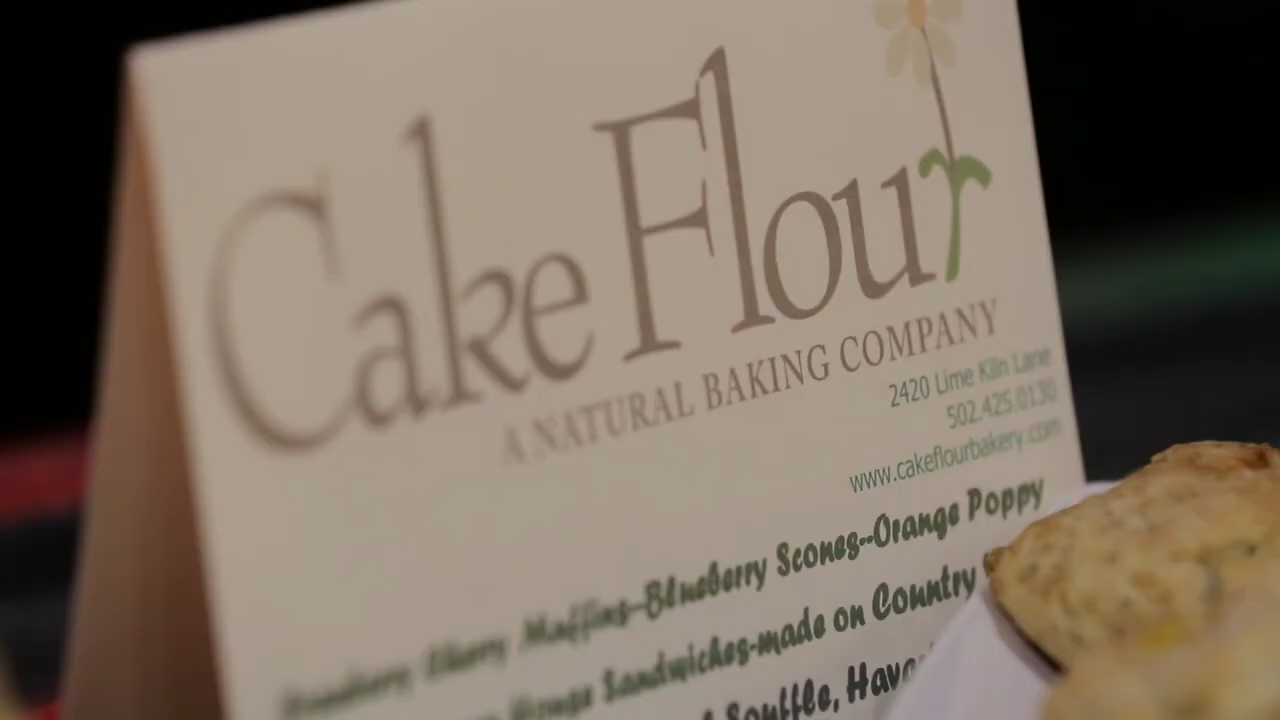 Cake Flour
A NATURAL BAKING COMPANY
2420 Lime Kiln Lane
502.425.0130
www.cakeflourbakery.com
Muffins--Blueberry Scones--Orange Poppy
Sandwiches-made on Country
Souffle,